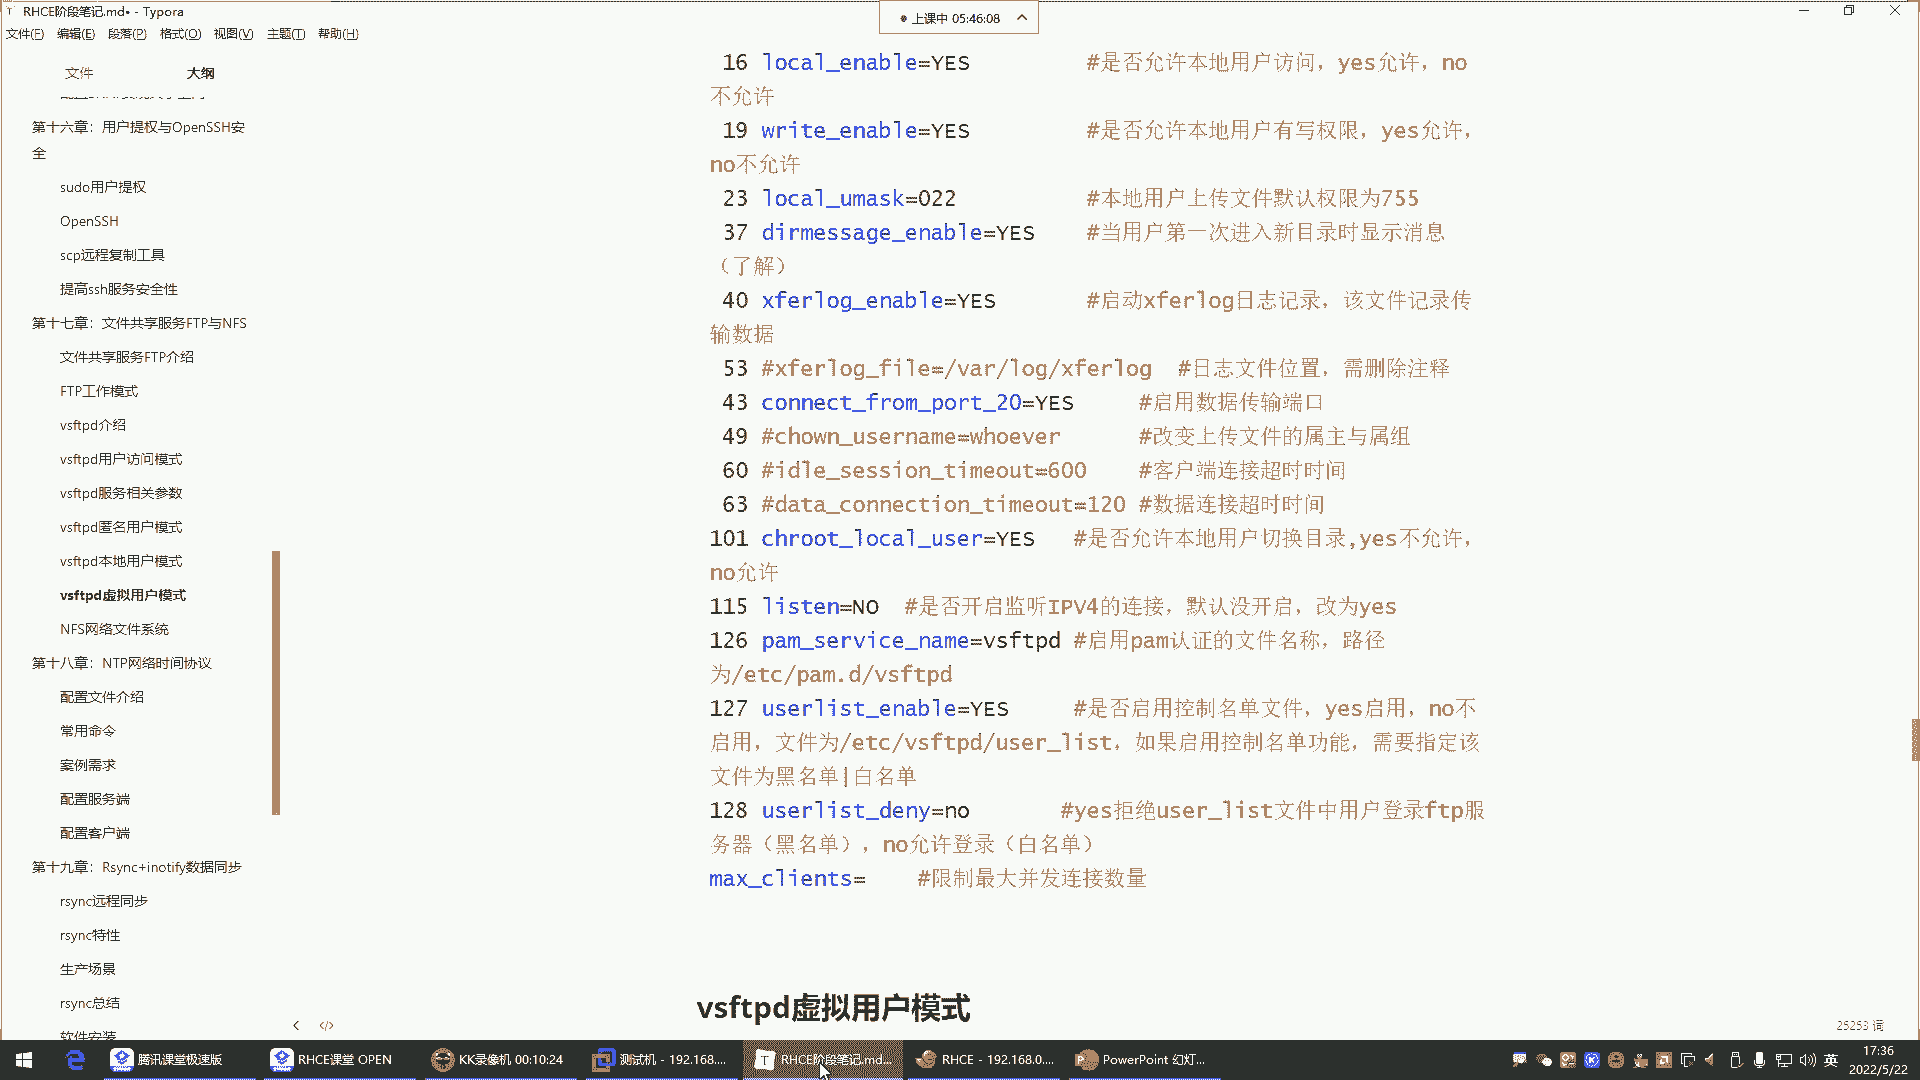 RHCE阶段笔记.md• - Typora
上课中 05:46:08
文件(F) 编辑(E) 段落(P) 格式(O) 视图(V) 主题(T) 帮助(H)
文件 大纲
第十六章：用户提权与OpenSSH安
全
sudo用户提权
OpenSSH
scp远程复制工具
提高ssh服务安全性
第十七章：文件共享服务FTP与NFS
文件共享服务FTP介绍
FTP工作模式
vsftpd介绍
vsftpd用户访问模式
vsftpd服务相关参数
vsftpd匿名用户模式
vsftpd本地用户模式
vsftpd虚拟用户模式
NFS网络文件系统
第十八章：NTP网络时间协议
配置文件介绍
常用命令
案例需求
配置服务端
配置客户端
第十九章：Rsync+inotify数据同步
rsync远程同步
rsync特性
生产场景
rsync总结
软件安装
16 local_enable=YES #是否允许本地用户访问，yes允许，no
不允许
19 write_enable=YES #是否允许本地用户有写权限，yes允许，
no不允许
23 local_umask=022 #本地用户上传文件默认权限为755
37 dirmessage_enable=YES #当用户第一次进入新目录时显示消息
（了解）
40 xferlog_enable=YES #启动xferlog日志记录，该文件记录传
输数据
53 #xferlog_file=/var/log/xferlog #日志文件位置，需删除注释
43 connect_from_port_20=YES #启用数据传输端口
49 #chown_username=whoever #改变上传文件的属主与属组
60 #idle_session_timeout=600 #客户端连接超时时间
63 #data_connection_timeout=120 #数据连接超时时间
101 chroot_local_user=YES #是否允许本地用户切换目录,yes不允许，
no允许
115 listen=NO #是否开启监听IPV4的连接，默认没开启，改为yes
126 pam_service_name=vsftpd #启用pam认证的文件名称，路径
为/etc/pam.d/vsftpd
127 userlist_enable=YES #是否启用控制名单文件，yes启用，no不
启用，文件为/etc/vsftpd/user_list，如果启用控制名单功能，需要指定该
文件为黑名单|白名单
128 userlist_deny=no #yes拒绝user_list文件中用户登录ftp服
务器（黑名单），no允许登录（白名单）
max_clients= #限制最大并发连接数量
vsftpd虚拟用户模式
25253 词
腾讯课堂极速版 RHCE课堂 OPEN KK录像机 00:10:24 测试机 - 192.168.... RHCE阶段笔记.md... RHCE - 192.168.0.... PowerPoint 幻灯... 英 17:36
2022/5/22